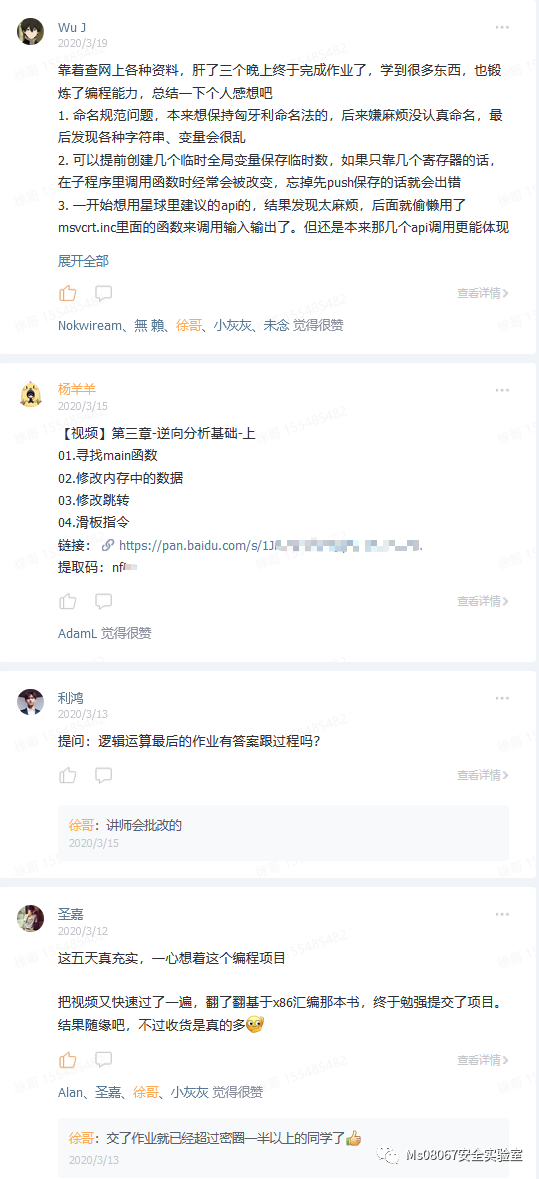 Wu J
2020/3/19
靠着查网上各种资料，肝了三个晚上终于完成作业了，学到很多东西，也锻
炼了编程能力，总结一下个人感想吧
1. 命名规范问题，本来想保持匈牙利命名法的，后来嫌麻烦没认真命名，最
后发现各种字符串、变量会很乱
2. 可以提前创建几个临时全局变量保存临时数，如果只靠几个寄存器的话，
在子程序里调用函数时经常会被改变，忘掉先push保存的话就会出错
3. 一开始想用星球里建议的api的，结果发现太麻烦，后面就偷懒用了
msvcrt.inc里面的函数来调用输入输出了。但还是本来那几个api调用更能体现
展开全部
查看详情
Nokwiream、無 賴、徐哥、小灰灰、未念 觉得很赞
杨羊羊
2020/3/15
【视频】第三章-逆向分析基础-上
01.寻找main函数
02.修改内存中的数据
03.修改跳转
04.滑板指令
链接： https://pan.baidu.com/s/1J
提取码：nf
查看详情
AdamL 觉得很赞
利鸿
2020/3/13
提问：逻辑运算最后的作业有答案跟过程吗？
查看详情
徐哥：讲师会批改的
2020/3/15
圣嘉
2020/3/12
这五天真充实，一心想着这个编程项目
把视频又快速过了一遍，翻了翻基于x86汇编那本书，终于勉强提交了项目。
结果随缘吧，不过收货是真的多
查看详情
Alan、圣嘉、徐哥、小灰灰 觉得很赞
徐哥：交了作业就已经超过密圈一半以上的同学了
2020/3/13
Ms08067安全实验室